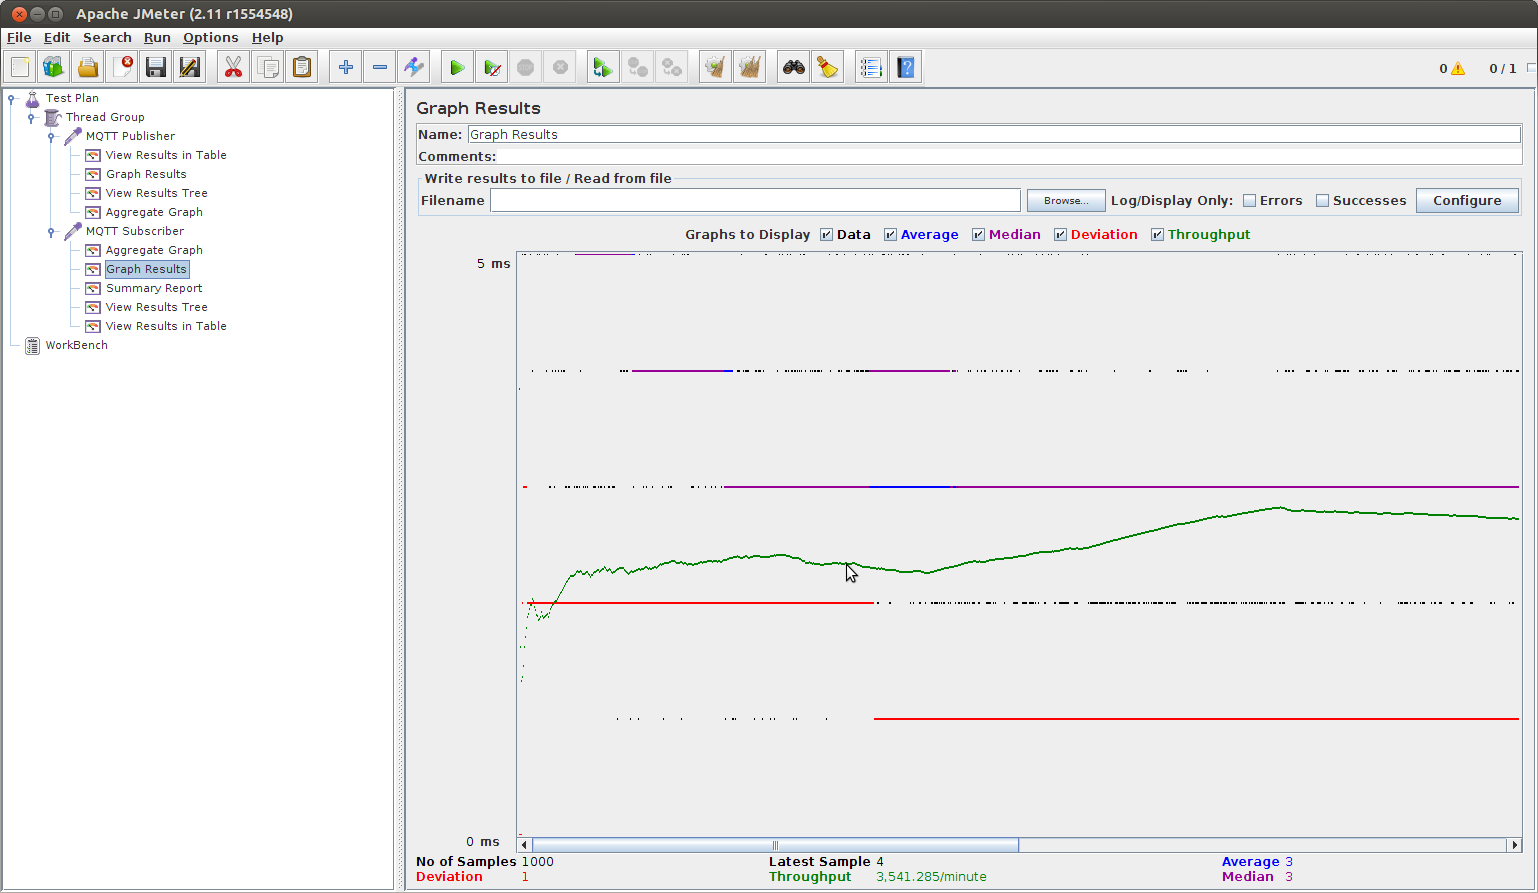 Apache JMeter (2.11 r1554548)
File Edit Search Run Options Help
0 0 / 1
Test Plan
Thread Group
MQTT Publisher
View Results in Table
Graph Results
View Results Tree
Aggregate Graph
MQTT Subscriber
Aggregate Graph
Graph Results
Summary Report
View Results Tree
View Results in Table
WorkBench
Graph Results
Name: Graph Results
Comments:
Write results to file / Read from file
Filename Browse... Log/Display Only: Errors Successes Configure
Graphs to Display Data Average Median Deviation Throughput
5 ms
0 ms
No of Samples 1000 Latest Sample 4 Average 3
Deviation 1 Throughput 3,541.285/minute Median 3